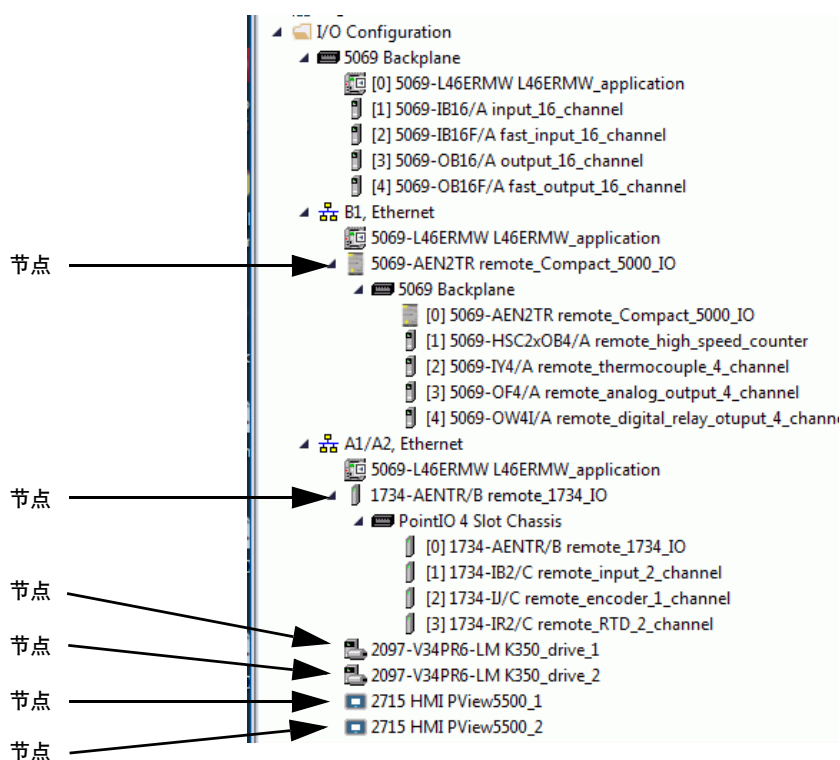 I/O Configuration
5069 Backplane
[0] 5069-L46ERMW L46ERMW_application
[1] 5069-IB16/A input_16_channel
[2] 5069-IB16F/A fast_input_16_channel
[3] 5069-OB16/A output_16_channel
[4] 5069-OB16F/A fast_output_16_channel
B1, Ethernet
5069-L46ERMW L46ERMW_application
节点 5069-AEN2TR remote_Compact_5000_IO
5069 Backplane
[0] 5069-AEN2TR remote_Compact_5000_IO
[1] 5069-HSC2xOB4/A remote_high_speed_counter
[2] 5069-IY4/A remote_thermocouple_4_channel
[3] 5069-OF4/A remote_analog_output_4_channel
[4] 5069-OW4I/A remote_digital_relay_otuput_4_chann
A1/A2, Ethernet
5069-L46ERMW L46ERMW_application
节点 1734-AENTR/B remote_1734_IO
PointIO 4 Slot Chassis
[0] 1734-AENTR/B remote_1734_IO
[1] 1734-IB2/C remote_input_2_channel
[2] 1734-IJ/C remote_encoder_1_channel
[3] 1734-IR2/C remote_RTD_2_channel
节点 2097-V34PR6-LM K350_drive_1
节点 2097-V34PR6-LM K350_drive_2
节点 2715 HMI PView5500_1
节点 2715 HMI PView5500_2